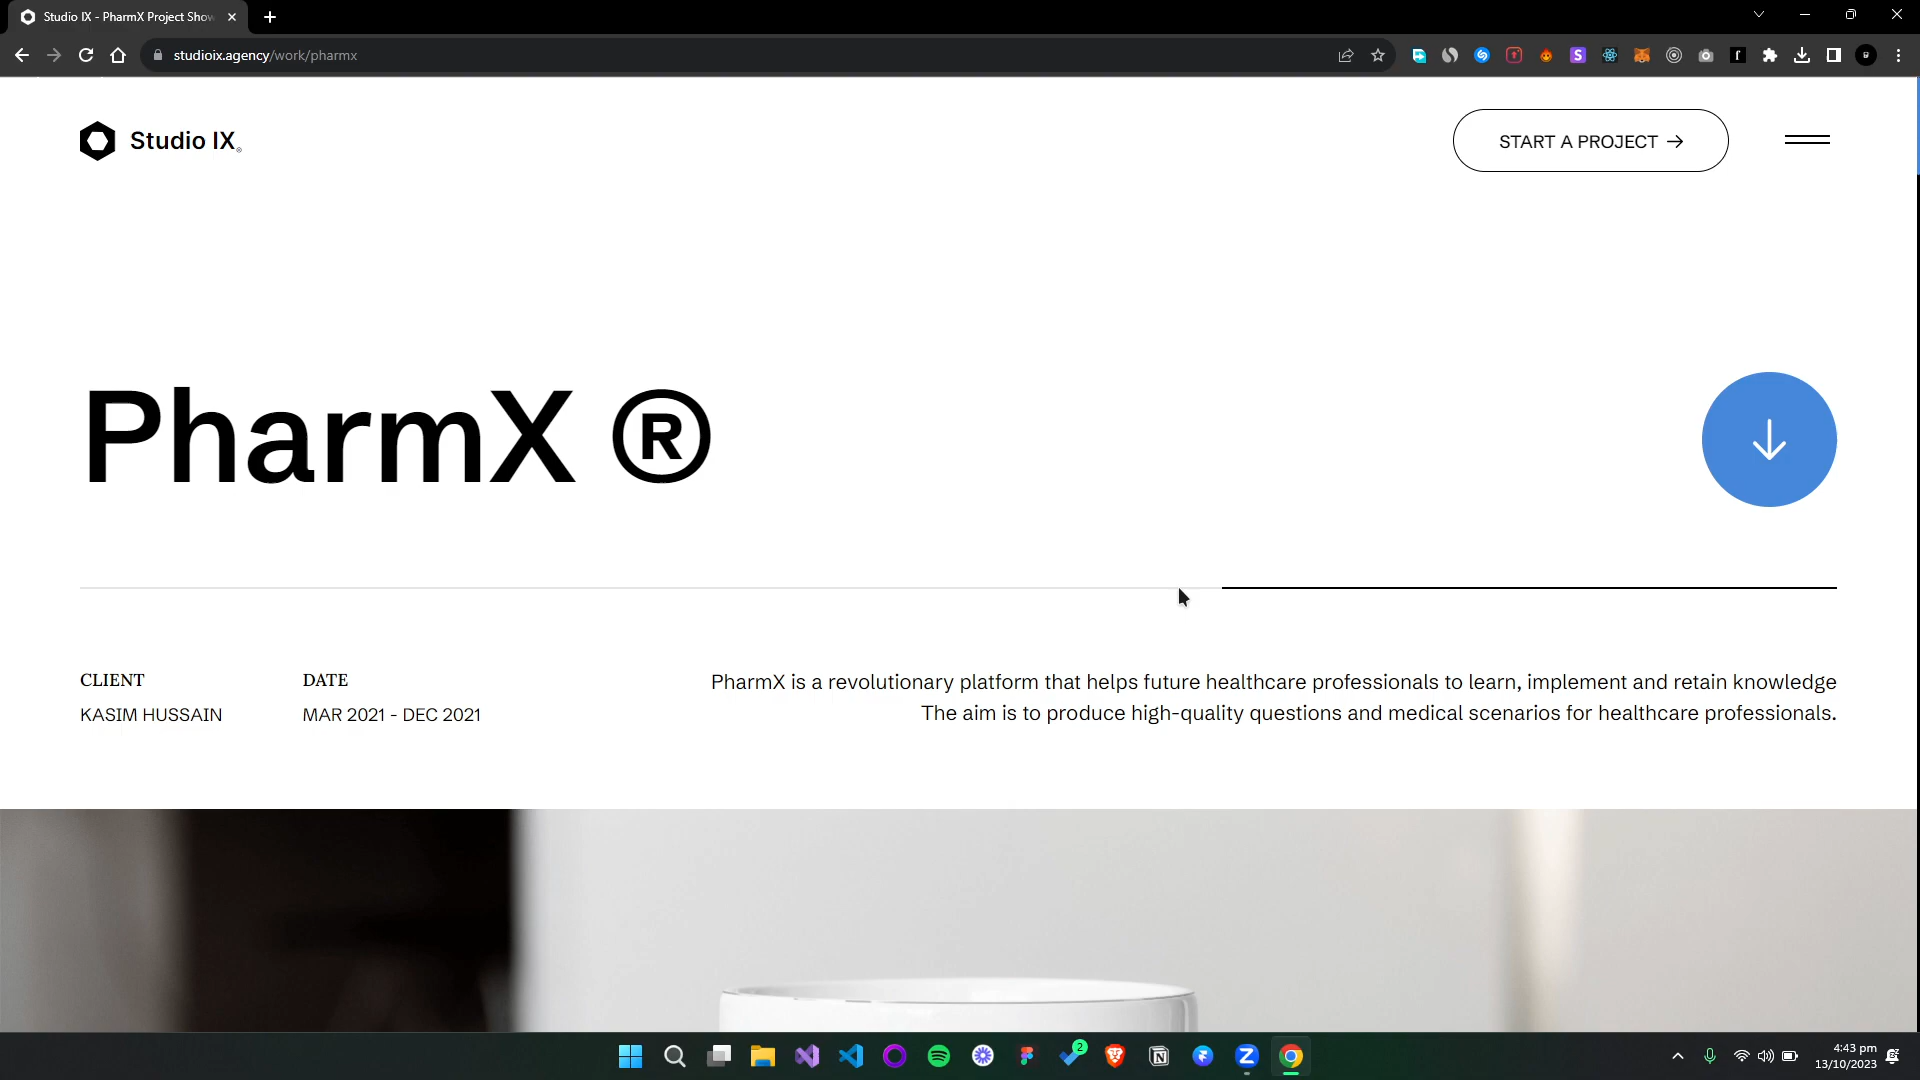 Studio IX - PharmX Project Show
studioix.agency/work/pharmx
Studio IX
START A PROJECT →
PharmX ®
CLIENT
KASIM HUSSAIN
DATE
MAR 2021 - DEC 2021
PharmX is a revolutionary platform that helps future healthcare professionals to learn, implement and retain knowledge
The aim is to produce high-quality questions and medical scenarios for healthcare professionals.
2
4:43 pm
13/10/2023